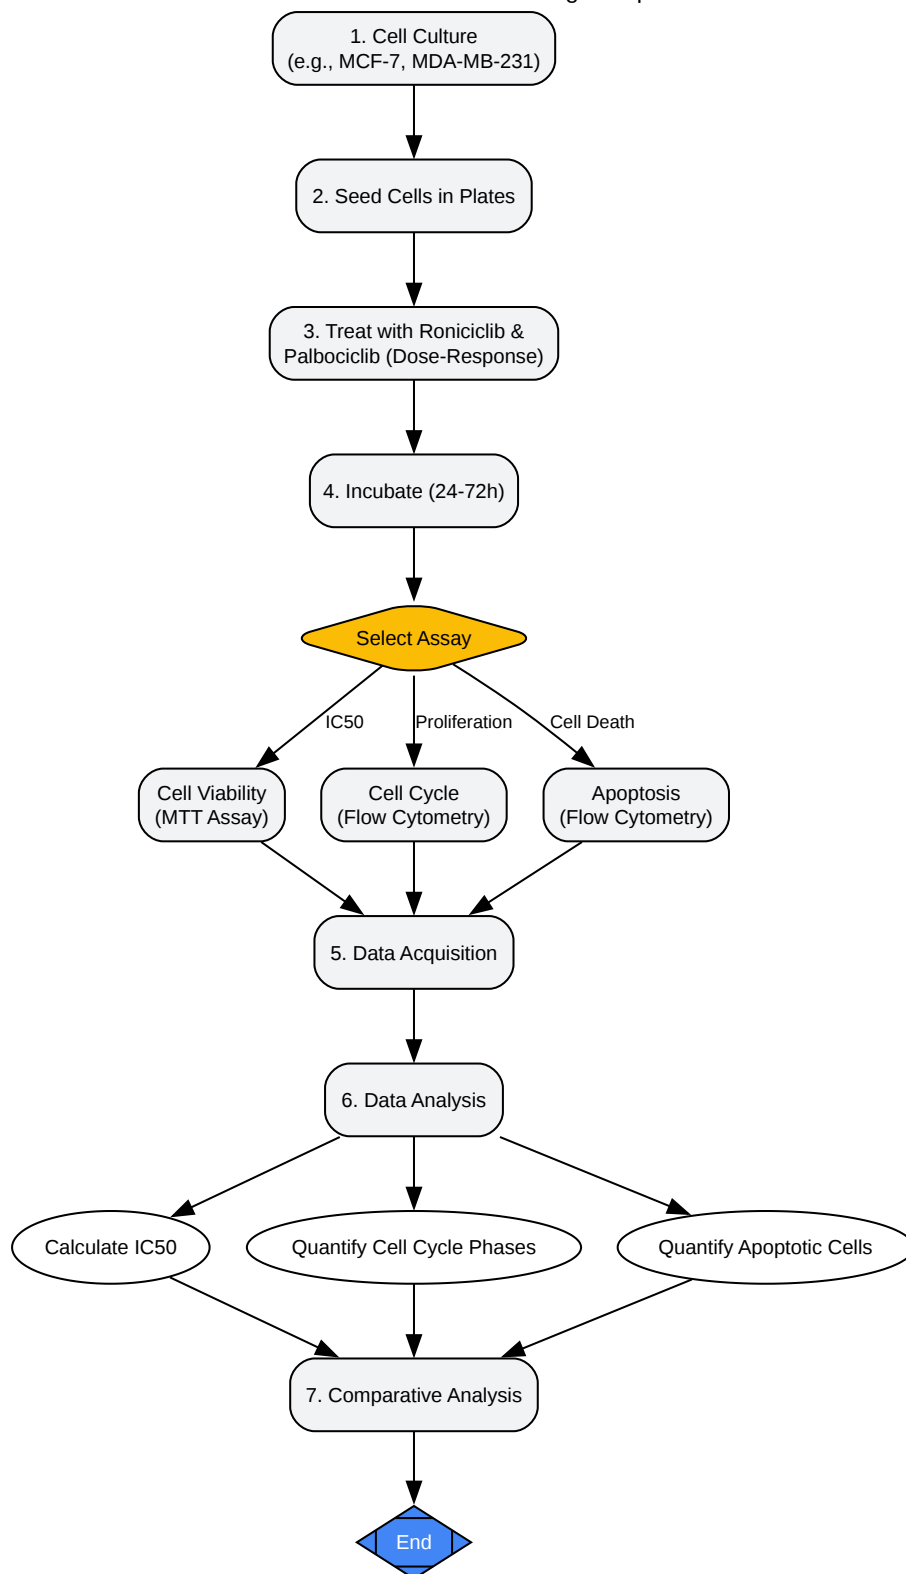 1. Cell Culture
(e.g., MCF-7, MDA-MB-231)
2. Seed Cells in Plates
3. Treat with Roniciclib &
Palbociclib (Dose-Response)
4. Incubate (24-72h)
Select Assay
IC50
Proliferation
Cell Death
Cell Viability
(MTT Assay)
Cell Cycle
(Flow Cytometry)
Apoptosis
(Flow Cytometry)
5. Data Acquisition
6. Data Analysis
Calculate IC50
Quantify Cell Cycle Phases
Quantify Apoptotic Cells
7. Comparative Analysis
End